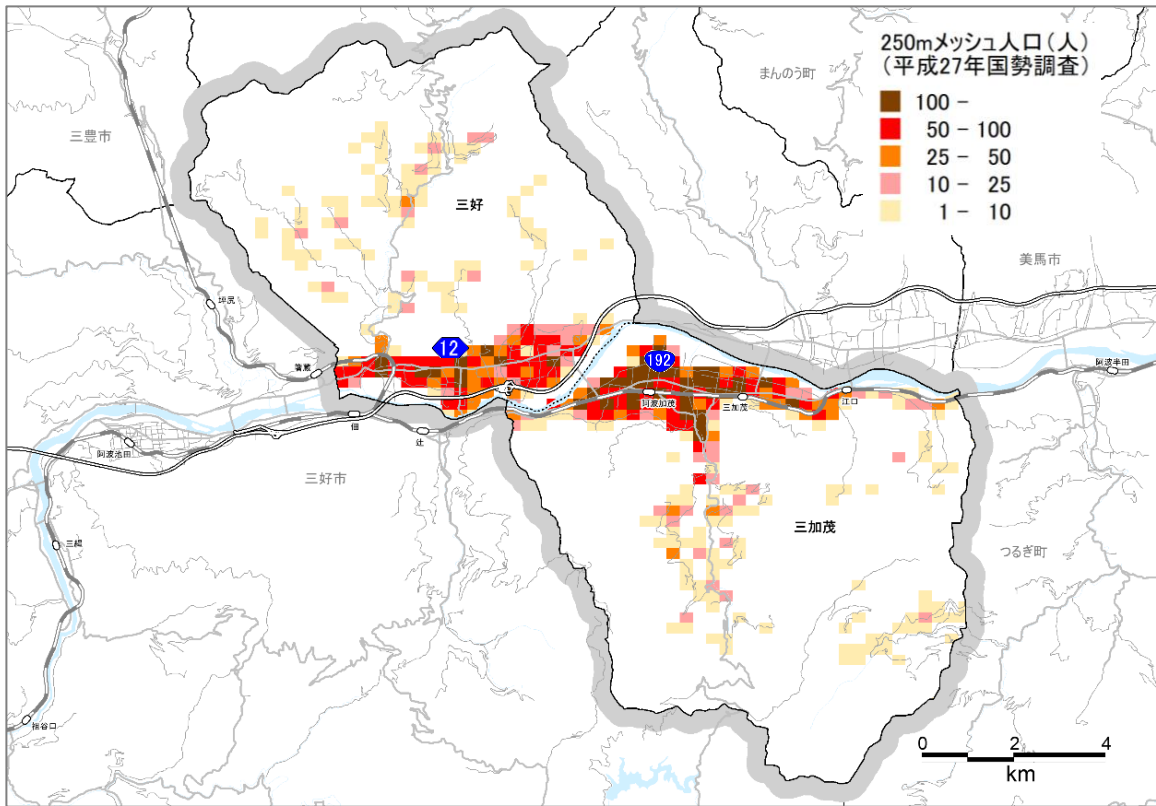 250mメッシュ人口(人)
(平成27年国勢調査)
100 -
50 - 100
25 - 50
10 - 25
1 - 10
まんのう町
三豊市
三好
美馬市
坪尻
箸蔵
12
192
阿波半田
江口
三加茂
阿波加茂
佃
辻
阿波池田
三好市
三縄
三加茂
つるぎ町
祖谷口
0 2 4
km